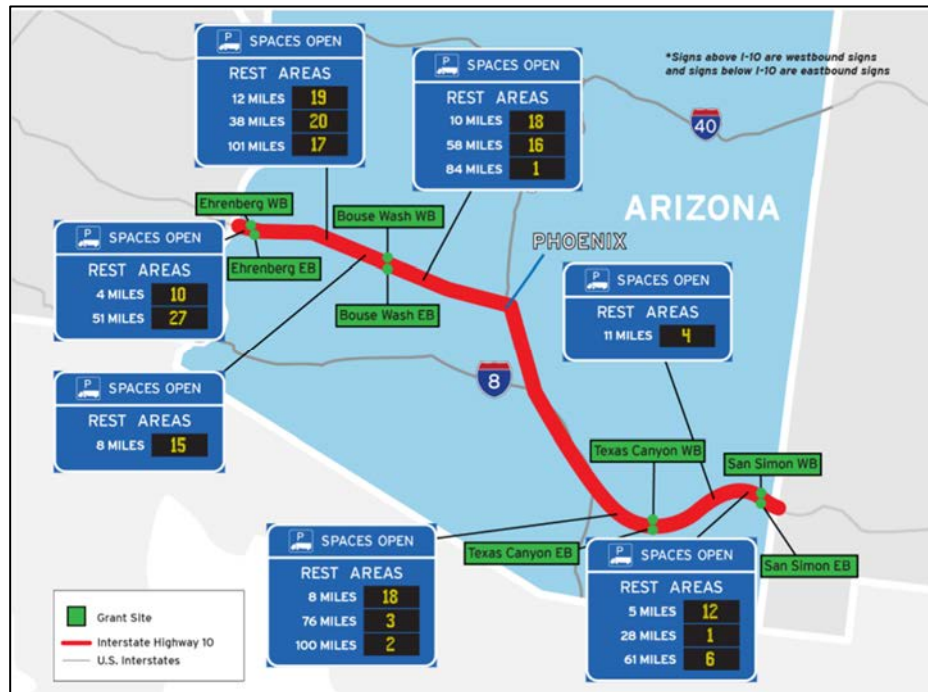 P SPACES OPEN
REST AREAS
12 MILES 19
38 MILES 20
101 MILES 17
P SPACES OPEN
REST AREAS
10 MILES 18
58 MILES 16
84 MILES 1
*Signs above I-10 are westbound signs
and signs below I-10 are eastbound signs
40
ARIZONA
PHOENIX
Ehrenberg WB
Ehrenberg EB
Bouse Wash WB
Bouse Wash EB
P SPACES OPEN
REST AREAS
4 MILES 10
51 MILES 27
P SPACES OPEN
REST AREAS
8 MILES 15
P SPACES OPEN
REST AREAS
11 MILES 4
8
Texas Canyon WB
San Simon WB
Texas Canyon EB
San Simon EB
P SPACES OPEN
REST AREAS
8 MILES 18
76 MILES 3
100 MILES 2
P SPACES OPEN
REST AREAS
5 MILES 12
28 MILES 1
61 MILES 6
Grant Site
Interstate Highway 10
U.S. Interstates